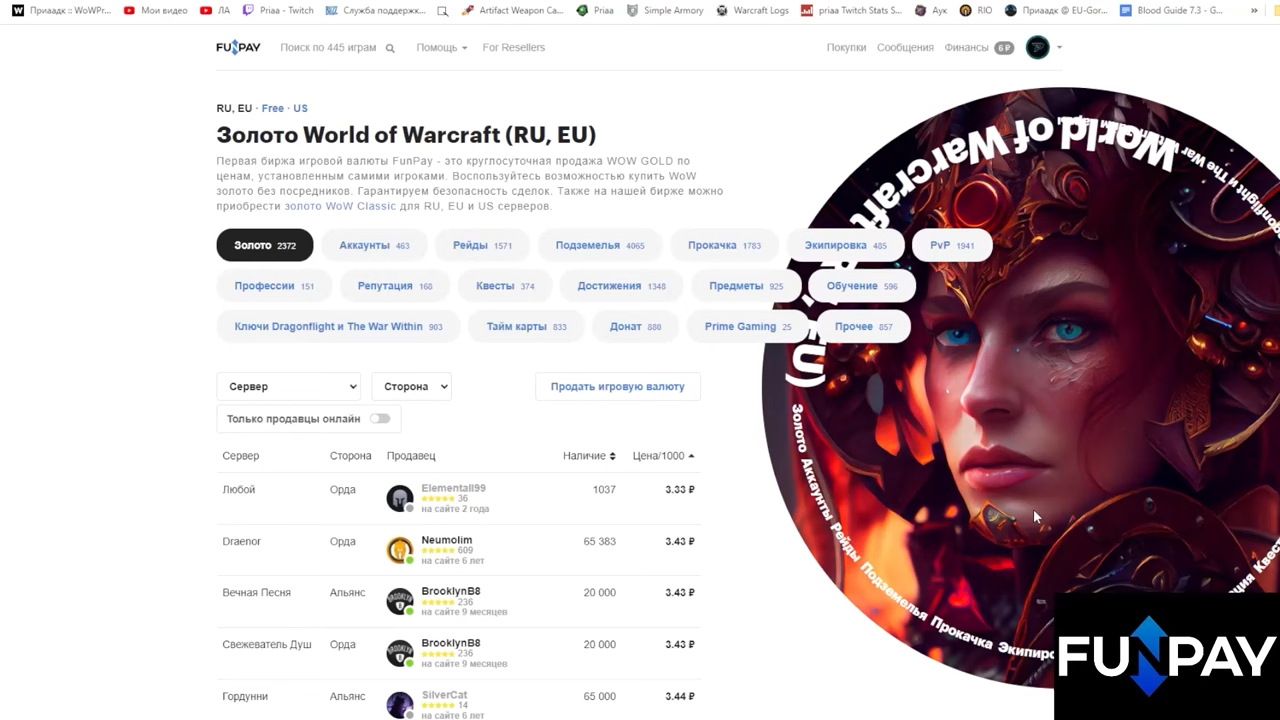 Приаадк :: WoWPr...
Мои видео
ЛА
Priaa - Twitch
Служба поддержк...
Artifact Weapon Ca...
Priaa
Simple Armory
Warcraft Logs
priaa Twitch Stats S...
Аук
RIO
Приаадк @ EU-Gor...
Blood Guide 7.3 - G...
»
FUNPAY
Поиск по 445 играм
Помощь
For Resellers
Покупки
Сообщения
Финансы 6 ₽
RU, EU · Free · US
Золото World of Warcraft (RU, EU)
Первая биржа игровой валюты FunPay - это круглосуточная продажа WOW GOLD по
ценам, установленным самими игроками. Воспользуйтесь возможностью купить WoW
золото без посредников. Гарантируем безопасность сделок. Также на нашей бирже можно
приобрести золото WoW Classic для RU, EU и US серверов.
Золото 2372
Аккаунты 463
Рейды 1571
Подземелья 4065
Прокачка 1783
Экипировка 485
PvP 1941
Профессии 151
Репутация 168
Квесты 374
Достижения 1348
Предметы 925
Обучение 596
Ключи Dragonflight и The War Within 903
Тайм карты 833
Донат 880
Prime Gaming 25
Прочее 857
Сервер
Сторона
Продать игровую валюту
Только продавцы онлайн
Сервер Сторона Продавец Наличие Цена/1000
Любой Орда Elementall99 1037 3.33 ₽
36
на сайте 2 года
Draenor Орда Neumolim 65 383 3.43 ₽
609
на сайте 6 лет
Вечная Песня Альянс BrooklynB8 20 000 3.43 ₽
236
на сайте 9 месяцев
Свежеватель Душ Орда BrooklynB8 20 000 3.43 ₽
236
на сайте 9 месяцев
Гордунни Альянс SilverCat 65 000 3.44 ₽
14
на сайте 6 лет
World of Warcraft
EU)
Золото Аккаунты Рейды Подземелья Прокачка Экипиро
FUNPAY